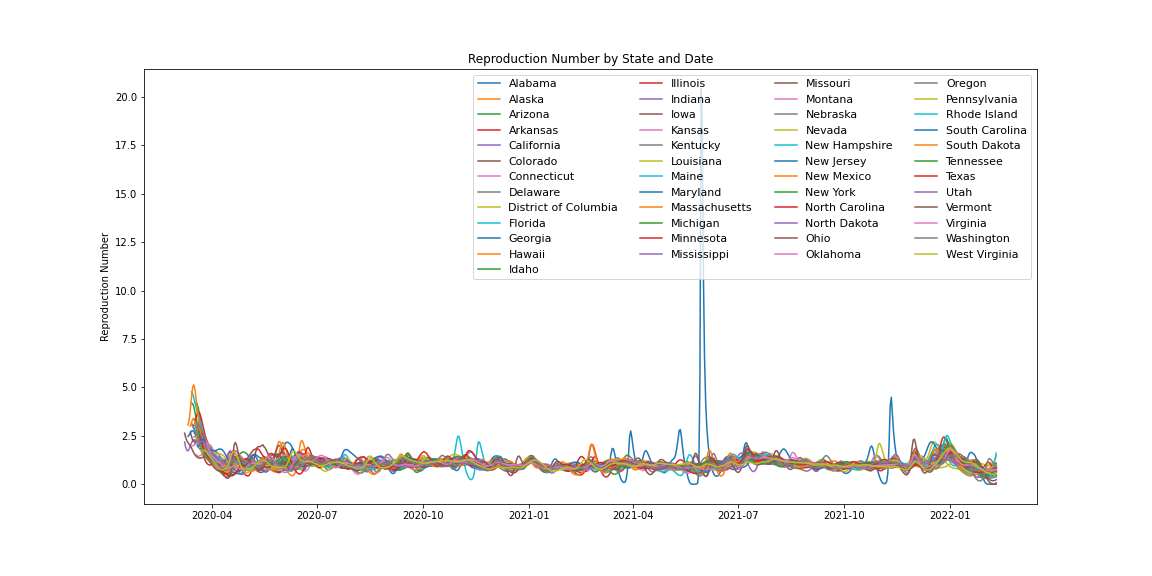 Reproduction Number by State and Date
Reproduction Number
20.0
17.5
15.0
12.5
10.0
7.5
5.0
2.5
0.0
2020-04
2020-07
2020-10
2021-01
2021-04
2021-07
2021-10
2022-01
Alabama
Alaska
Arizona
Arkansas
California
Colorado
Connecticut
Delaware
District of Columbia
Florida
Georgia
Hawaii
Idaho
Illinois
Indiana
Iowa
Kansas
Kentucky
Louisiana
Maine
Maryland
Massachusetts
Michigan
Minnesota
Mississippi
Missouri
Montana
Nebraska
Nevada
New Hampshire
New Jersey
New Mexico
New York
North Carolina
North Dakota
Ohio
Oklahoma
Oregon
Pennsylvania
Rhode Island
South Carolina
South Dakota
Tennessee
Texas
Utah
Vermont
Virginia
Washington
West Virginia